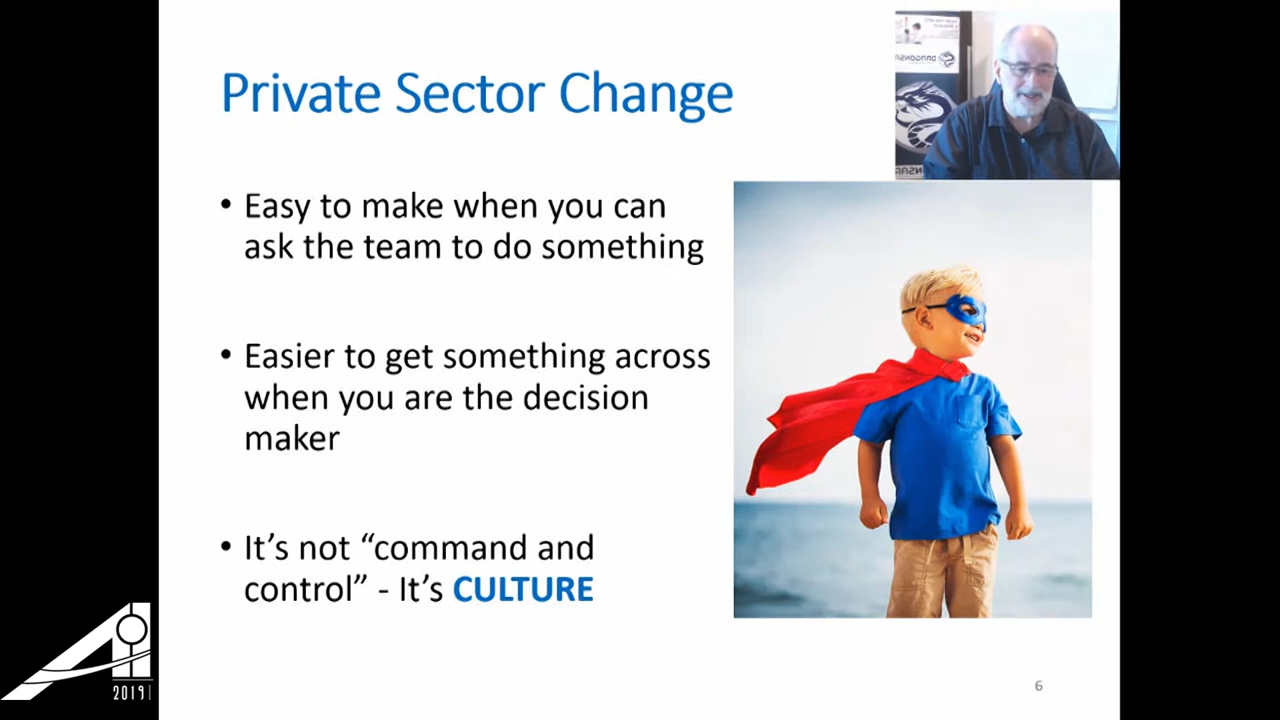 Private Sector Change
• Easy to make when you can
ask the team to do something
• Easier to get something across
when you are the decision
maker
• It’s not “command and
control” - It’s CULTURE
6
2019